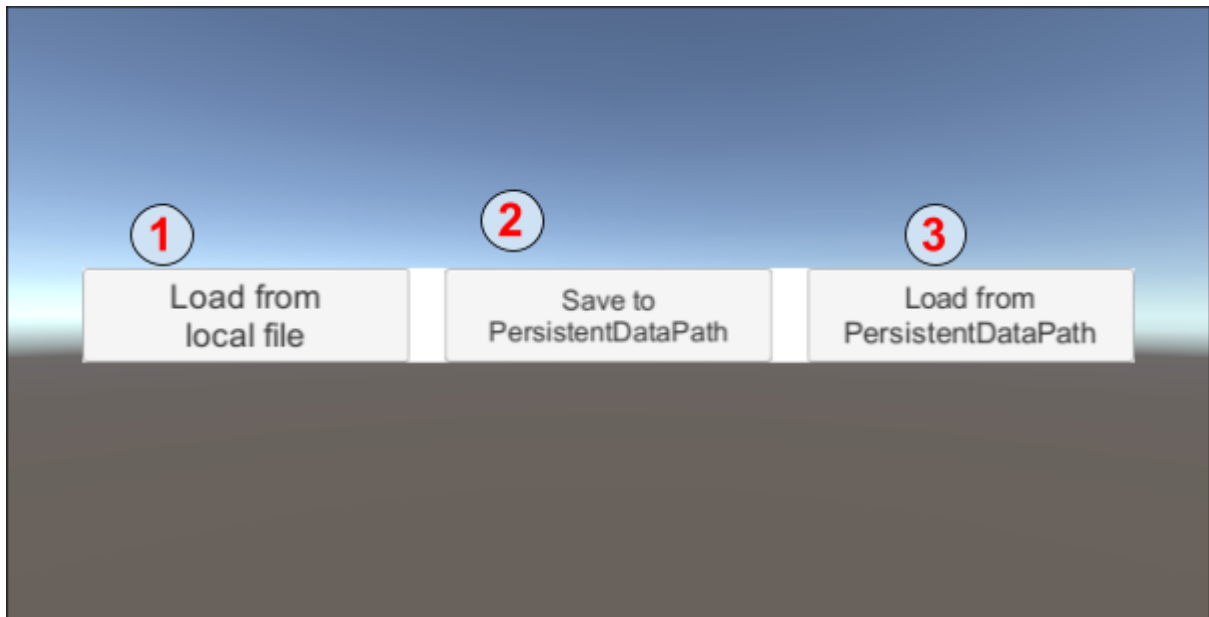 1
2
3
Load from
local file
Save to
PersistentDataPath
Load from
PersistentDataPath